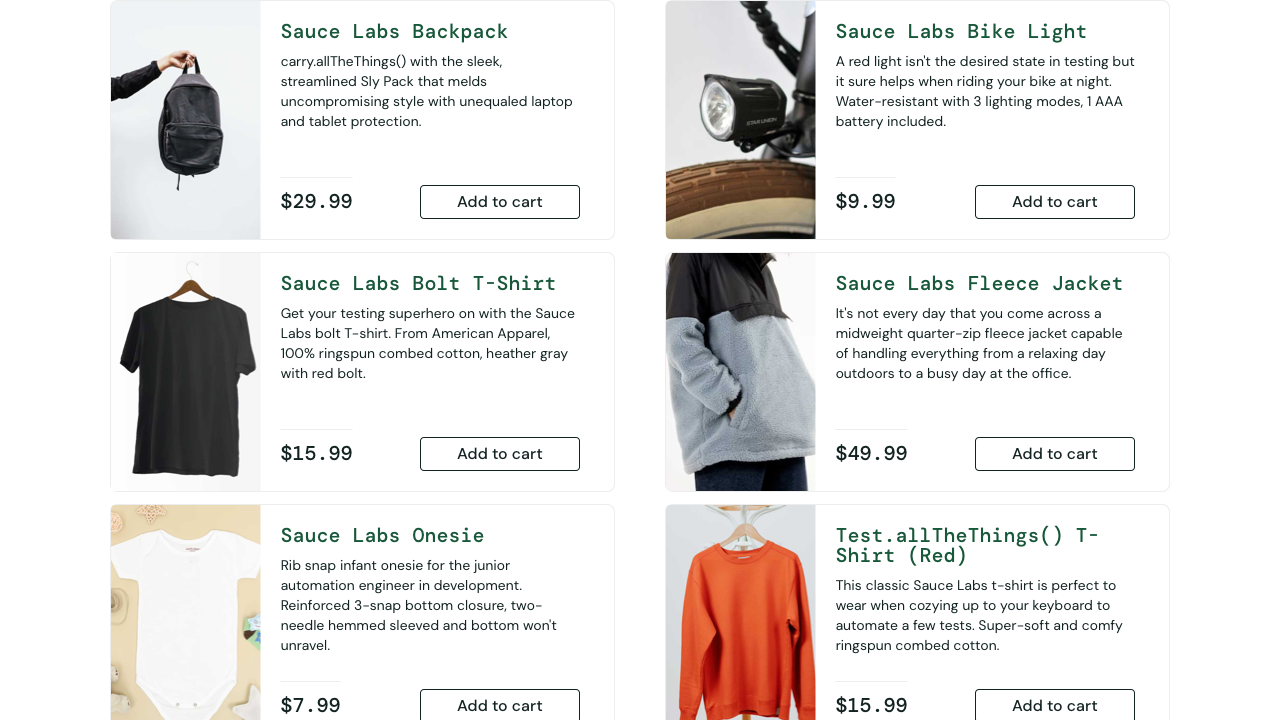 Sauce Labs Backpack
carry.allTheThings() with the sleek,
streamlined Sly Pack that melds
uncompromising style with unequaled laptop
and tablet protection.
$29.99
Add to cart
Sauce Labs Bike Light
A red light isn't the desired state in testing but
it sure helps when riding your bike at night.
Water-resistant with 3 lighting modes, 1 AAA
battery included.
STAR UNION
$9.99
Add to cart
Sauce Labs Bolt T-Shirt
Get your testing superhero on with the Sauce
Labs bolt T-shirt. From American Apparel,
100% ringspun combed cotton, heather gray
with red bolt.
$15.99
Add to cart
Sauce Labs Fleece Jacket
It's not every day that you come across a
midweight quarter-zip fleece jacket capable
of handling everything from a relaxing day
outdoors to a busy day at the office.
$49.99
Add to cart
Sauce Labs Onesie
Rib snap infant onesie for the junior
automation engineer in development.
Reinforced 3-snap bottom closure, two-
needle hemmed sleeved and bottom won't
unravel.
$7.99
Add to cart
Test.allTheThings() T-
Shirt (Red)
This classic Sauce Labs t-shirt is perfect to
wear when cozying up to your keyboard to
automate a few tests. Super-soft and comfy
ringspun combed cotton.
$15.99
Add to cart